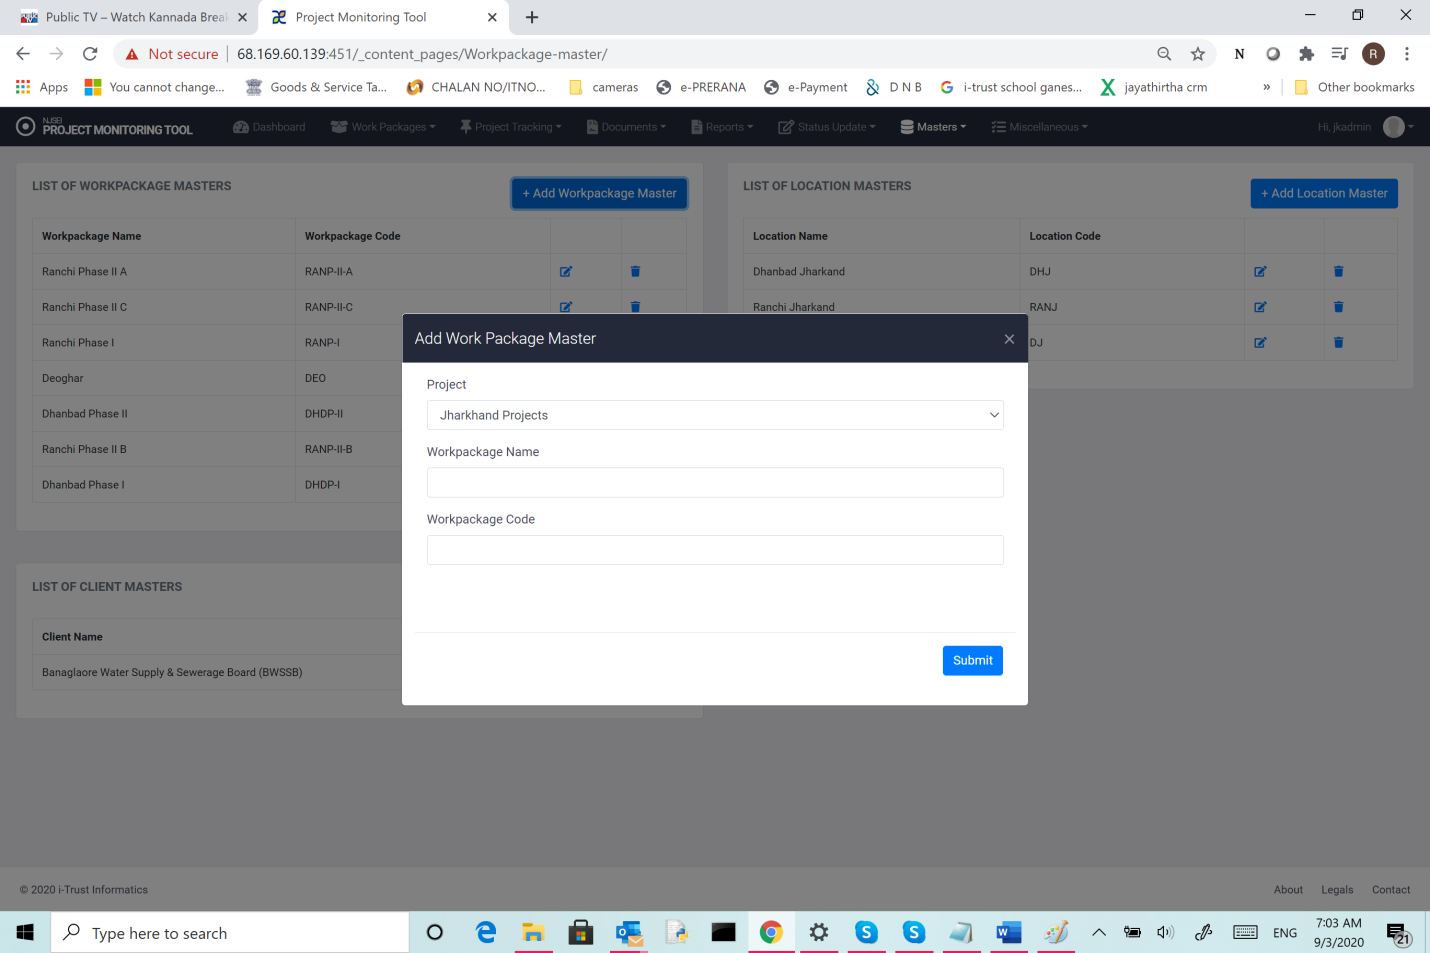 Public TV – Watch Kannada Brea
Project Monitoring Tool
Not secure
68.169.60.139:451/_content_pages/Workpackage-master/
N
R
Apps
You cannot change...
Goods & Service Ta...
CHALAN NO/ITNO...
cameras
e-PRERANA
e-Payment
D N B
i-trust school ganes...
jayathirtha crm
»
Other bookmarks
NJSEI
PROJECT MONITORING TOOL
Dashboard
Work Packages
Project Tracking
Documents
Reports
Status Update
Masters
Miscellaneous
Hi, jkadmin
LIST OF WORKPACKAGE MASTERS
+ Add Workpackage Master
Workpackage Name Workpackage Code
Ranchi Phase II A RANP-II-A
Ranchi Phase II C RANP-II-C
Ranchi Phase I RANP-I
Deoghar DEO
Dhanbad Phase II DHDP-II
Ranchi Phase II B RANP-II-B
Dhanbad Phase I DHDP-I
LIST OF LOCATION MASTERS
+ Add Location Master
Location Name Location Code
Dhanbad Jharkand DHJ
Ranchi Jharkand RANJ
DJ
Add Work Package Master
×
Project
Jharkhand Projects
Workpackage Name
Workpackage Code
Submit
LIST OF CLIENT MASTERS
Client Name
Banaglaore Water Supply & Sewerage Board (BWSSB)
© 2020 i-Trust Informatics
About
Legals
Contact
Type here to search
ENG
7:03 AM
9/3/2020
21